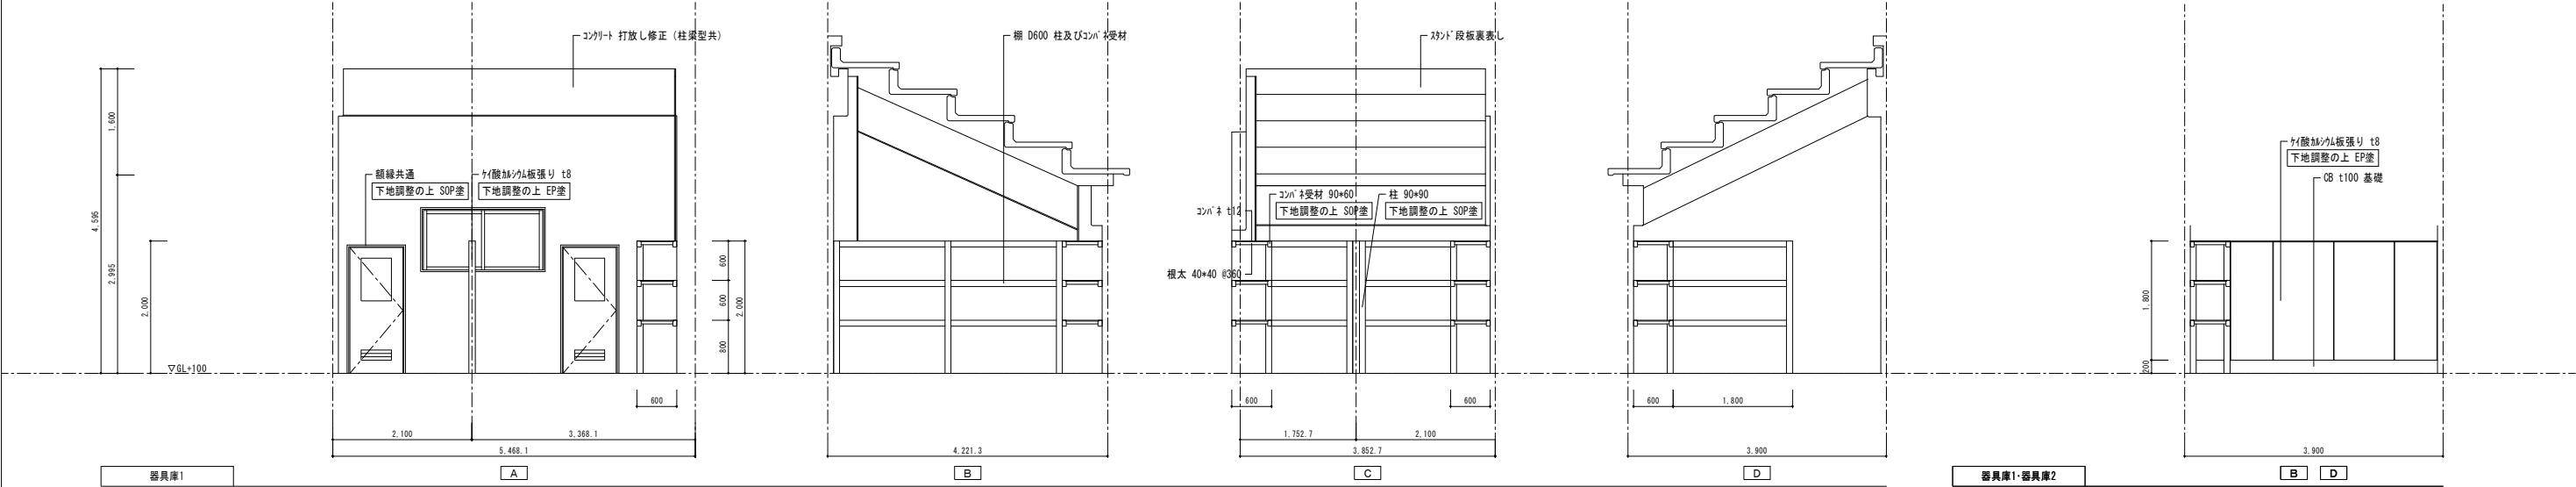 コンクリート 打放し修正（柱梁型共）
額縁共通
下地調整の上 SOP塗
ケイ酸カルシウム板張り t8
下地調整の上 EP塗
4,595
1,600
2,995
2,000
▽GL+100
600
600
800
2,000
600
2,100
3,368.1
5,468.1
器具庫1
A
棚 D600 柱及びコンパネ受材
4,221.3
B
スタンド段板裏表し
コンパネ t12
コンパネ受材 90*60
下地調整の上 SOP塗
柱 90*90
下地調整の上 SOP塗
根太 40*40 @360
600
600
1,752.7
2,100
3,852.7
C
600
1,800
3,900
D
ケイ酸カルシウム板張り t8
下地調整の上 EP塗
CB t100 基礎
1,800
200
3,900
器具庫1・器具庫2
B
D